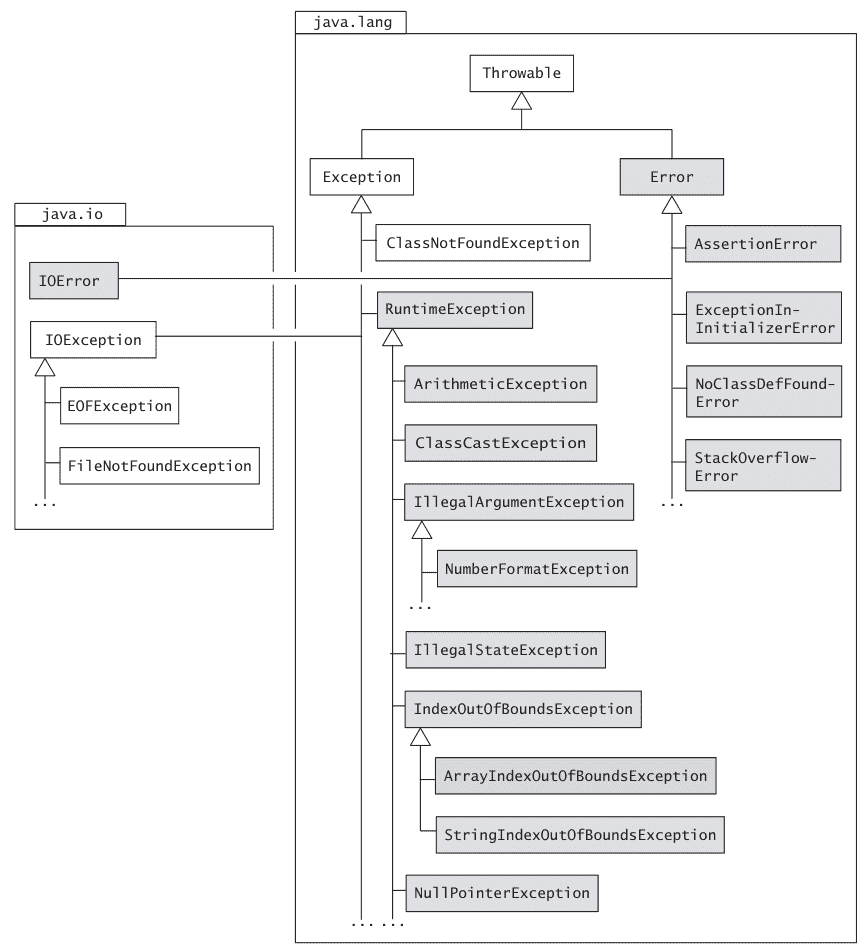 java.lang
Throwable
Exception
Error
java.io
ClassNotFoundException
AssertionError
IOError
RuntimeException
ExceptionIn-
InitializerError
IOException
ArithmeticException
NoClassDefFound-
Error
EOFException
ClassCastException
StackOverflow-
Error
FileNotFoundException
...
IllegalArgumentException
...
NumberFormatException
...
IllegalStateException
IndexOutOfBoundsException
ArrayIndexOutOfBoundsException
StringIndexOutOfBoundsException
NullPointerException
... ...